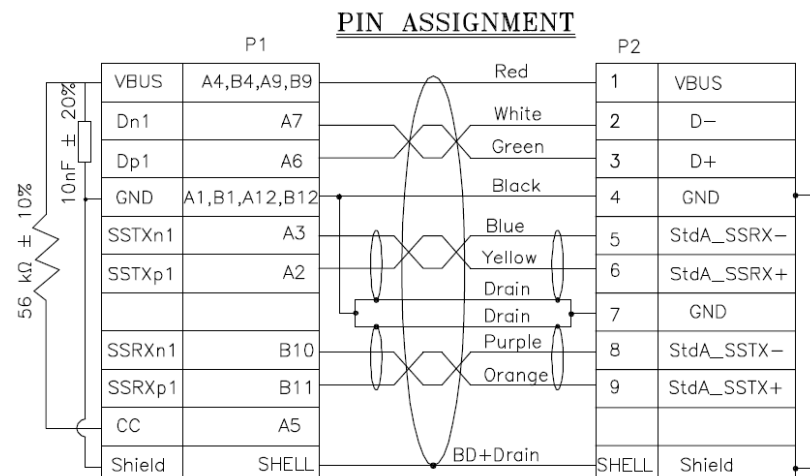 PIN ASSIGNMENT
P1
P2
VBUS A4,B4,A9,B9 Red 1 VBUS
Dn1 A7 White 2 D-
Dp1 A6 Green 3 D+
GND A1,B1,A12,B12 Black 4 GND
SSTXn1 A3 Blue 5 StdA_SSRX-
SSTXp1 A2 Yellow 6 StdA_SSRX+
Drain
Drain 7 GND
SSRXn1 B10 Purple 8 StdA_SSTX-
SSRXp1 B11 Orange 9 StdA_SSTX+
CC A5
Shield SHELL BD+Drain SHELL Shield
10nF ± 20%
56 kΩ ± 10%